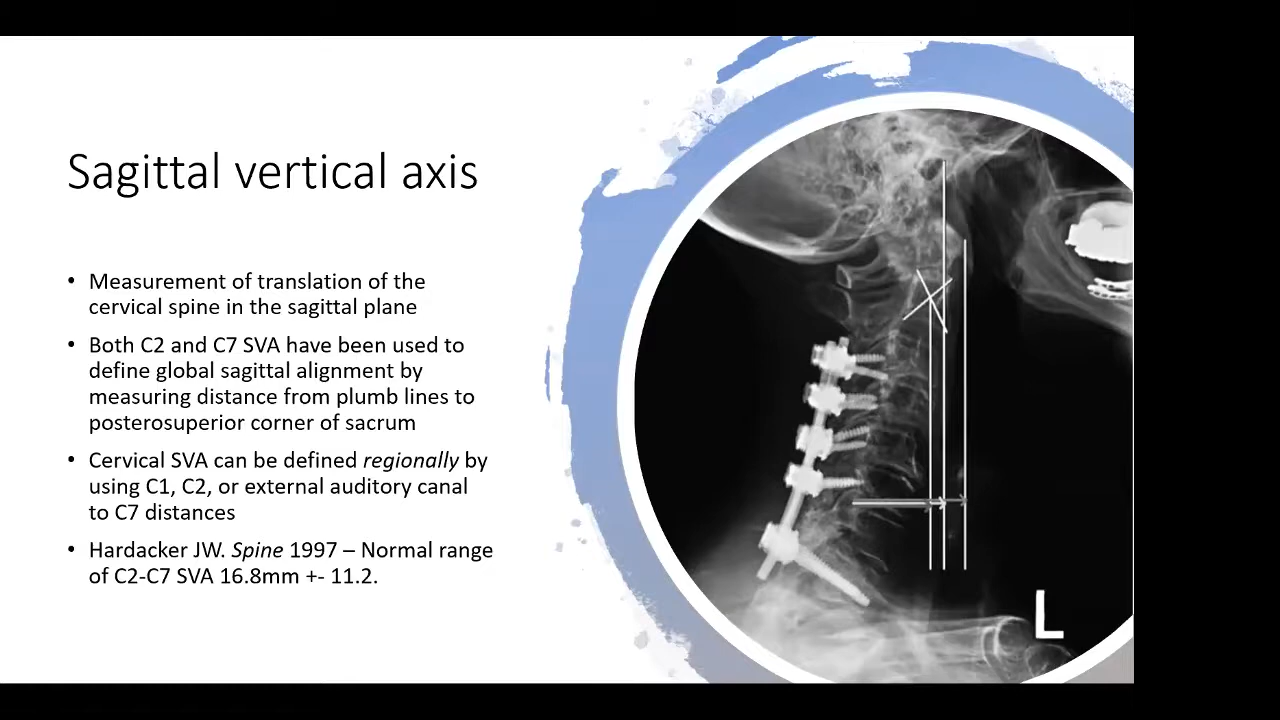 Sagittal vertical axis
• Measurement of translation of the
cervical spine in the sagittal plane
• Both C2 and C7 SVA have been used to
define global sagittal alignment by
measuring distance from plumb lines to
posterosuperior corner of sacrum
• Cervical SVA can be defined regionally by
using C1, C2, or external auditory canal
to C7 distances
• Hardacker JW. Spine 1997 – Normal range
of C2-C7 SVA 16.8mm +- 11.2.
L